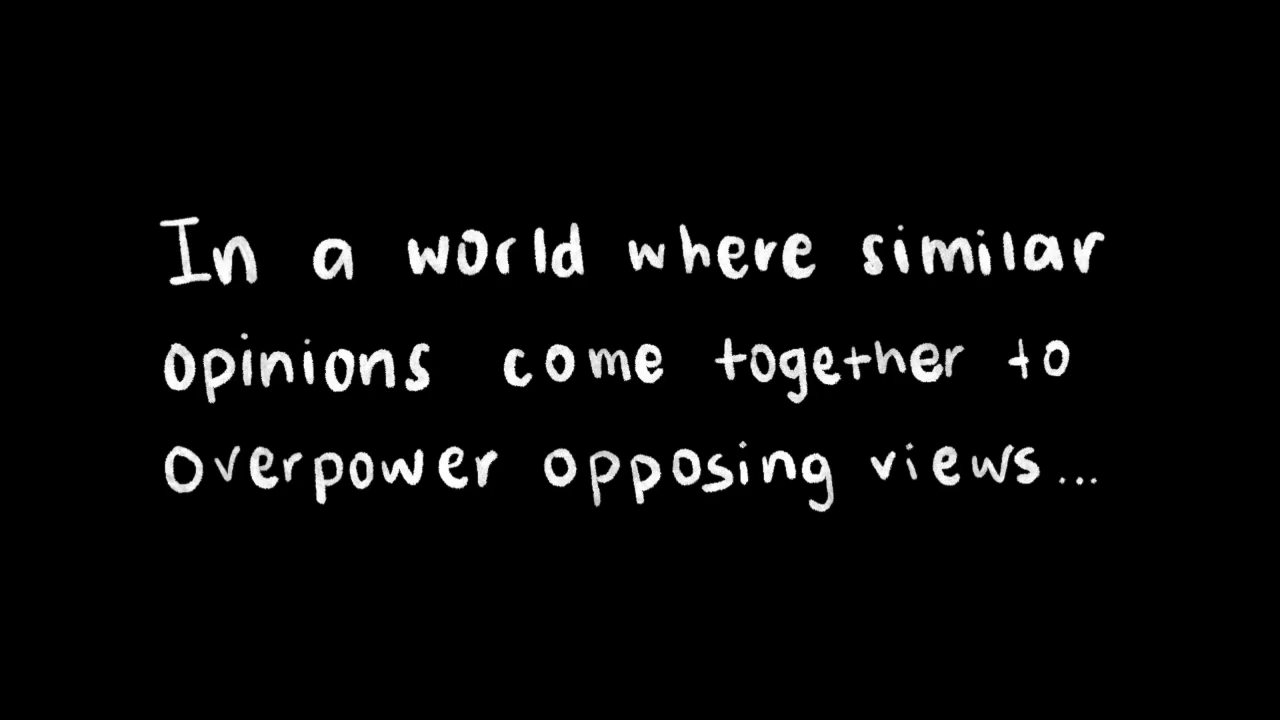 In a world where similar
opinions come together to
overpower opposing views...